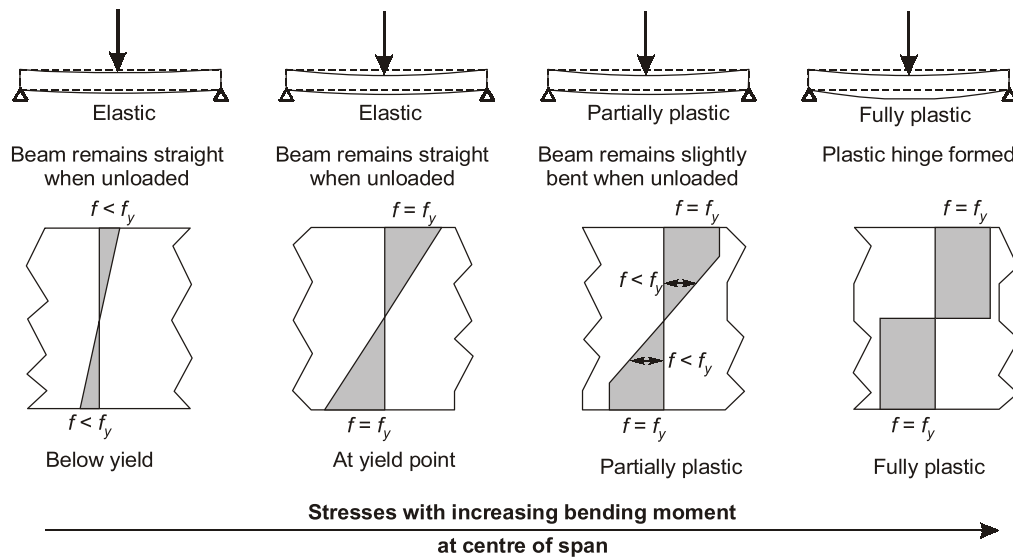 Elastic
Elastic
Partially plastic
Fully plastic
Beam remains straight
when unloaded
Beam remains straight
when unloaded
Beam remains slightly
bent when unloaded
Plastic hinge formed
f < fy
f = fy
f = fy
f = fy
f < fy
f < fy
f < fy
f = fy
f = fy
f = fy
Below yield
At yield point
Partially plastic
Fully plastic
Stresses with increasing bending moment
at centre of span